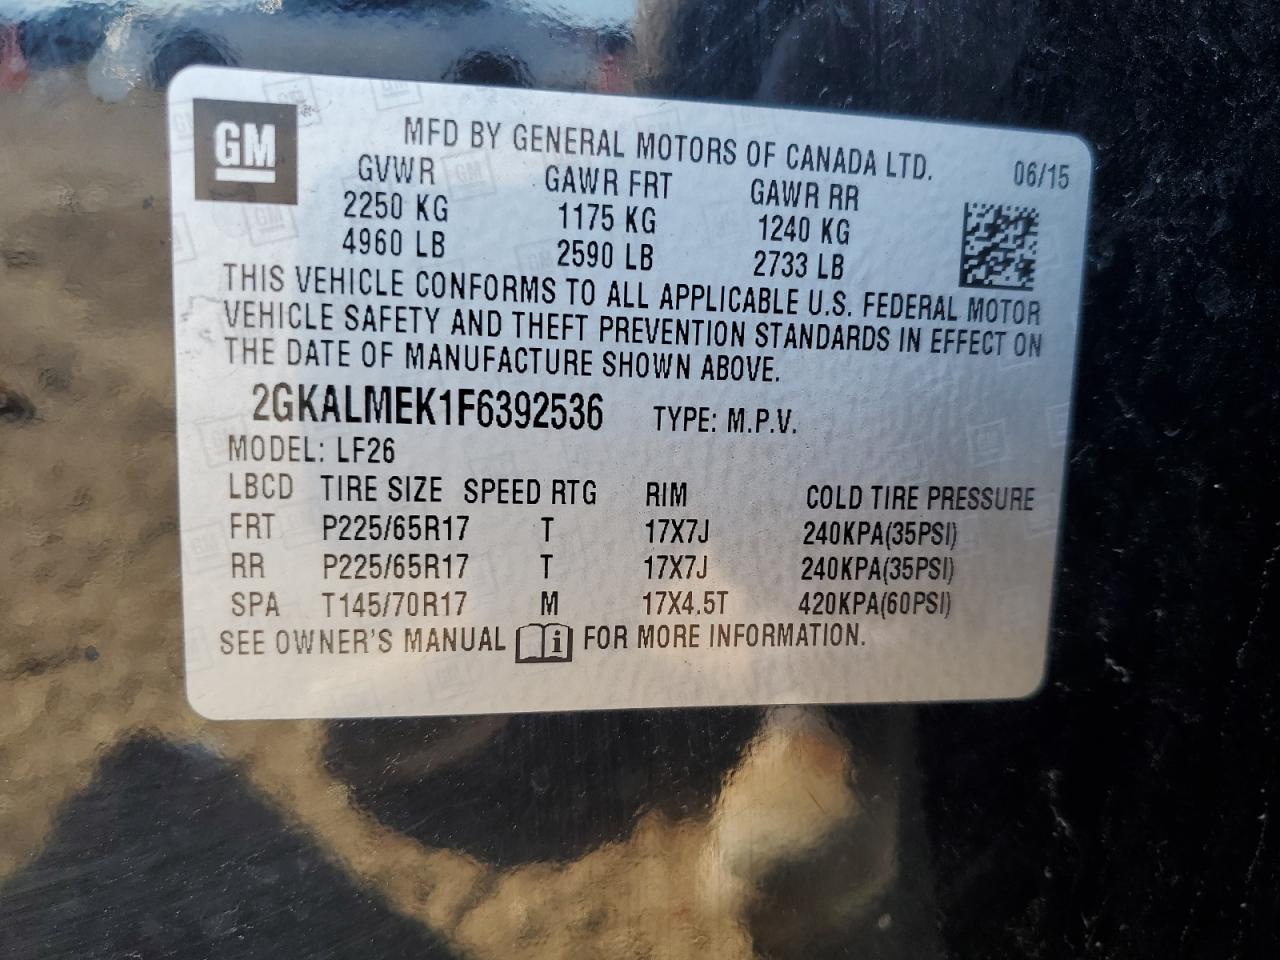 GM
MFD BY GENERAL MOTORS OF CANADA LTD.
06/15
GVWR GAWR FRT GAWR RR
2250 KG 1175 KG 1240 KG
4960 LB 2590 LB 2733 LB
THIS VEHICLE CONFORMS TO ALL APPLICABLE U.S. FEDERAL MOTOR
VEHICLE SAFETY AND THEFT PREVENTION STANDARDS IN EFFECT ON
THE DATE OF MANUFACTURE SHOWN ABOVE.
2GKALMEK1F6392536 TYPE: M.P.V.
MODEL: LF26
LBCD TIRE SIZE SPEED RTG RIM COLD TIRE PRESSURE
FRT P225/65R17 T 17X7J 240KPA(35PSI)
RR P225/65R17 T 17X7J 240KPA(35PSI)
SPA T145/70R17 M 17X4.5T 420KPA(60PSI)
SEE OWNER'S MANUAL i FOR MORE INFORMATION.